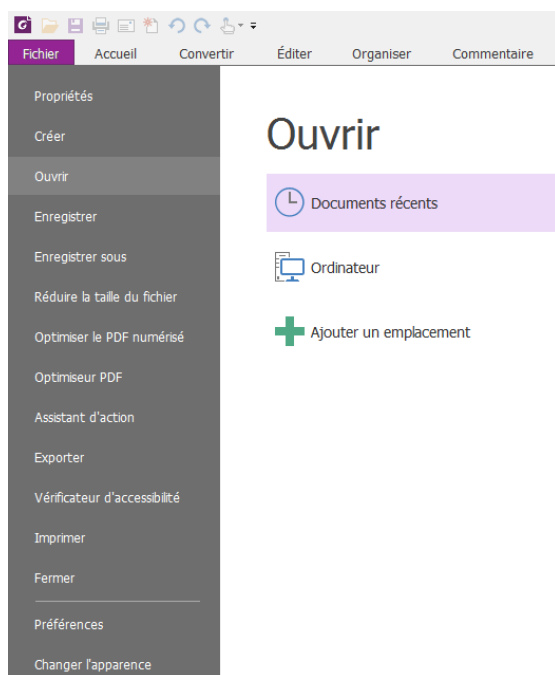 Fichier Accueil Convertir Éditer Organiser Commentaire
Propriétés
Créer
Ouvrir
Enregistrer
Enregistrer sous
Réduire la taille du fichier
Optimiser le PDF numérisé
Optimiseur PDF
Assistant d'action
Exporter
Vérificateur d'accessibilité
Imprimer
Fermer
Préférences
Changer l'apparence
Ouvrir
Documents récents
Ordinateur
Ajouter un emplacement